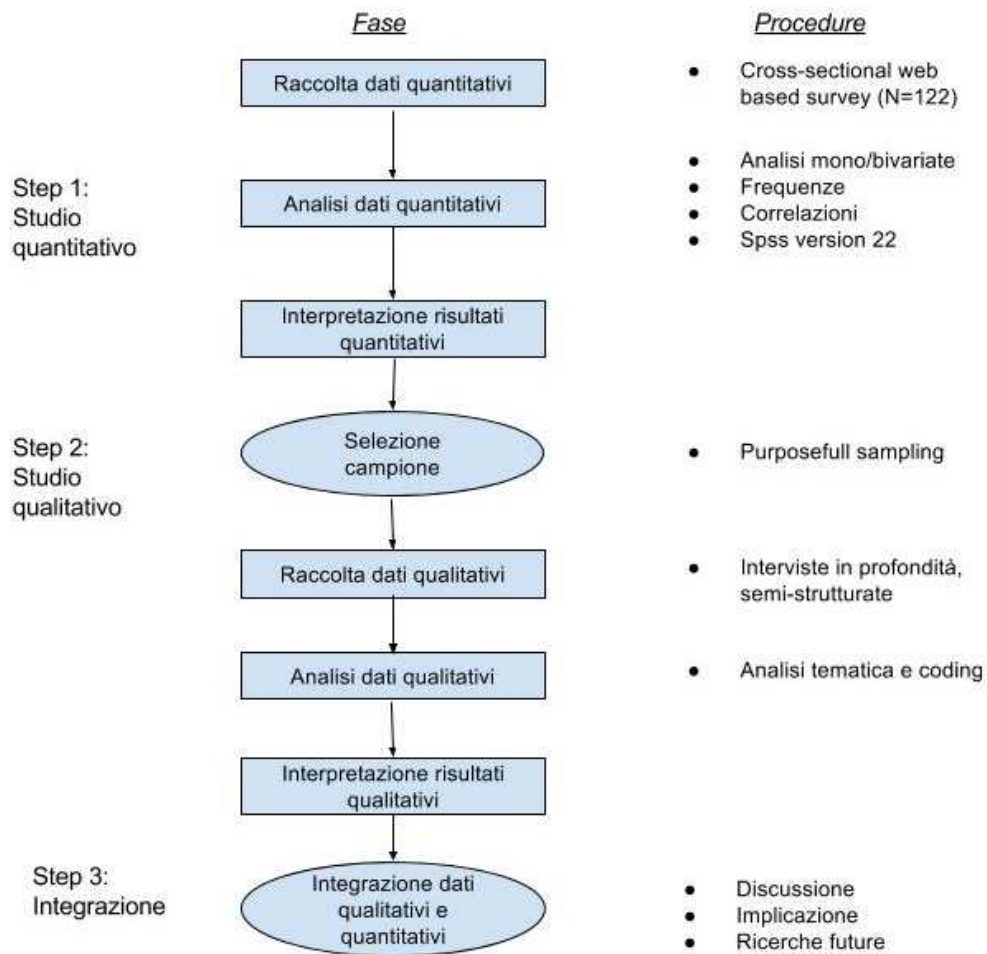 Fase
Procedure
Raccolta dati quantitativi
● Cross-sectional web
based survey (N=122)
Step 1:
Studio
quantitativo
Analisi dati quantitativi
● Analisi mono/bivariate
● Frequenze
● Correlazioni
● Spss version 22
Interpretazione risultati
quantitativi
Step 2:
Studio
qualitativo
Selezione
campione
● Purposefull sampling
Raccolta dati qualitativi
● Interviste in profondità,
semi-strutturate
Analisi dati qualitativi
● Analisi tematica e coding
Interpretazione risultati
qualitativi
Step 3:
Integrazione
Integrazione dati
qualitativi e
quantitativi
● Discussione
● Implicazione
● Ricerche future